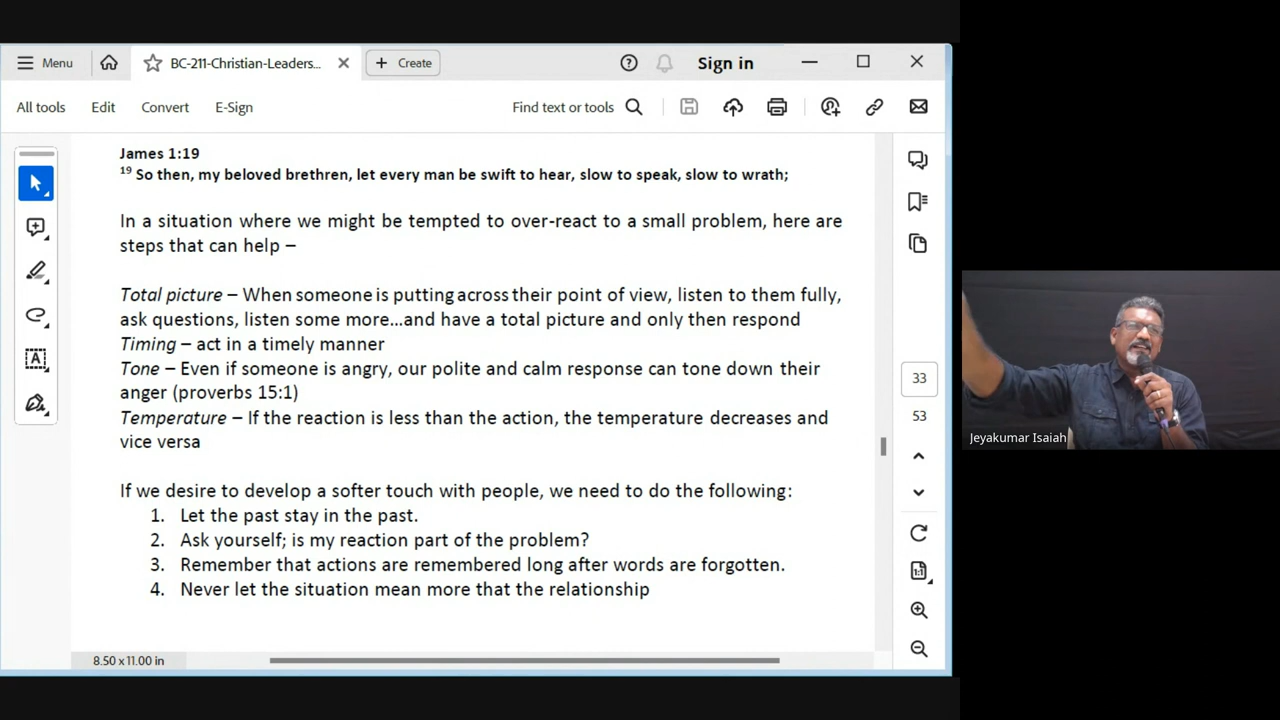 Menu
BC-211-Christian-Leaders...
Create
Sign in
All tools
Edit
Convert
E-Sign
Find text or tools
James 1:19
19 So then, my beloved brethren, let every man be swift to hear, slow to speak, slow to wrath;
In a situation where we might be tempted to over-react to a small problem, here are
steps that can help –
Total picture – When someone is putting across their point of view, listen to them fully,
ask questions, listen some more...and have a total picture and only then respond
Timing – act in a timely manner
Tone – Even if someone is angry, our polite and calm response can tone down their
anger (proverbs 15:1)
Temperature – If the reaction is less than the action, the temperature decreases and
vice versa
If we desire to develop a softer touch with people, we need to do the following:
1. Let the past stay in the past.
2. Ask yourself; is my reaction part of the problem?
3. Remember that actions are remembered long after words are forgotten.
4. Never let the situation mean more that the relationship
33
53
1:1
8.50 x 11.00 in
Jeyakumar Isaiah